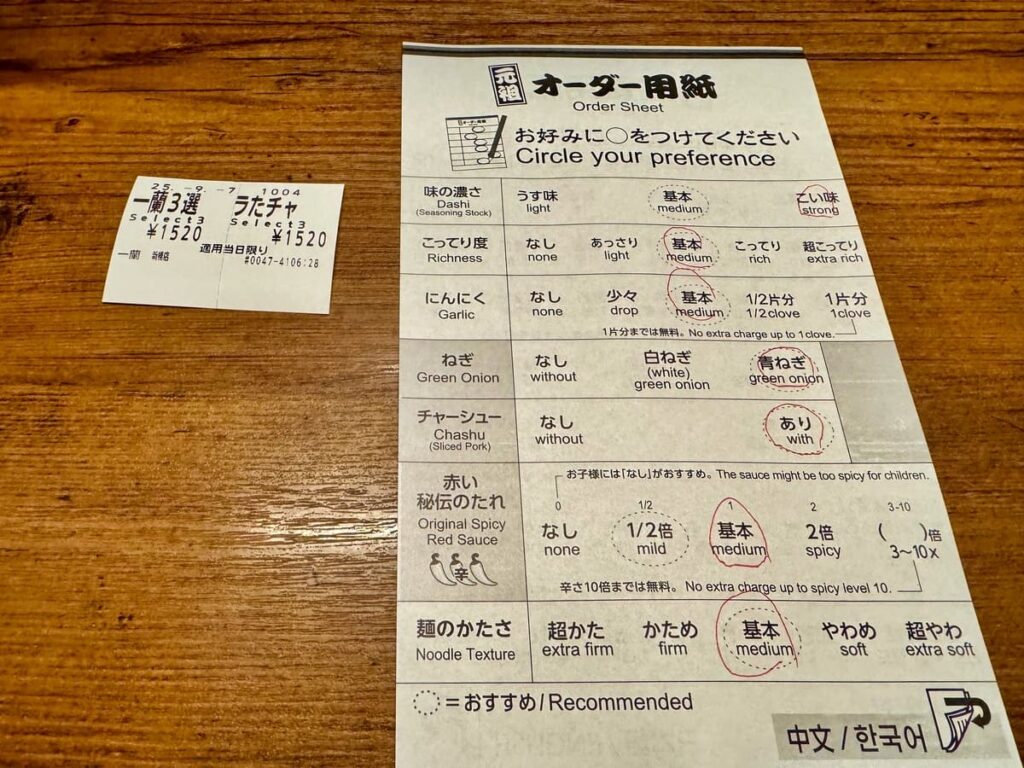 25.-9.-7 1004
一蘭3選 うたチャ
Select3 Select3
¥1520 ¥1520
適用当日限り
一蘭 #0047-4106:28
元祖 オーダー用紙
Order Sheet
お好みに○をつけてください
Circle your preference
味の濃さ うす味 基本 こい味
Dashi light medium strong
(Seasoning Stock)
こってり度 なし あっさり 基本 こってり 超こってり
Richness none light medium rich extra rich
にんにく なし 少々 基本 1/2片分 1片分
Garlic none drop medium 1/2clove 1clove
1片分までは無料。No extra charge up to 1clove.
ねぎ なし 白ねぎ 青ねぎ
Green Onion without (white) green onion
green onion
チャーシュー なし あり
Chashu without with
(Sliced Pork)
お子様には「なし」がおすすめ。The sauce might be too spicy for children.
赤い
秘伝のたれ
Original Spicy
Red Sauce
辛
0 1/2 1 2 3-10
なし 1/2倍 基本 2倍 ( )倍
none mild medium spicy 3〜10x
辛さ10倍までは無料。No extra charge up to spicy level 10.
麺のかたさ 超かた かため 基本 やわめ 超やわ
Noodle Texture extra firm firm medium soft extra soft
=おすすめ/Recommended
中文/한국어